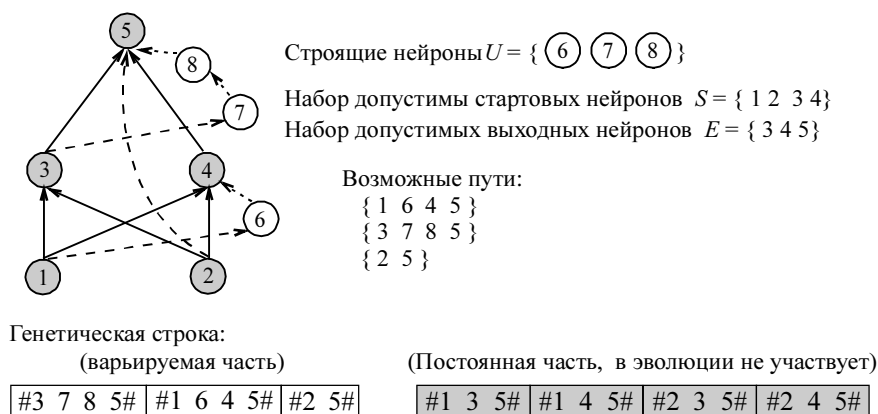 5
8
7
3
4
6
1
2
Строящие нейроны U = { 6 7 8 }
Набор допустимы стартовых нейронов S = { 1 2 3 4}
Набор допустимых выходных нейронов E = { 3 4 5}
Возможные пути:
{ 1 6 4 5 }
{ 3 7 8 5 }
{ 2 5 }
Генетическая строка:
(варьируемая часть)
(Постоянная часть, в эволюции не участвует)
#3 7 8 5# #1 6 4 5# #2 5#
#1 3 5# #1 4 5# #2 3 5# #2 4 5#